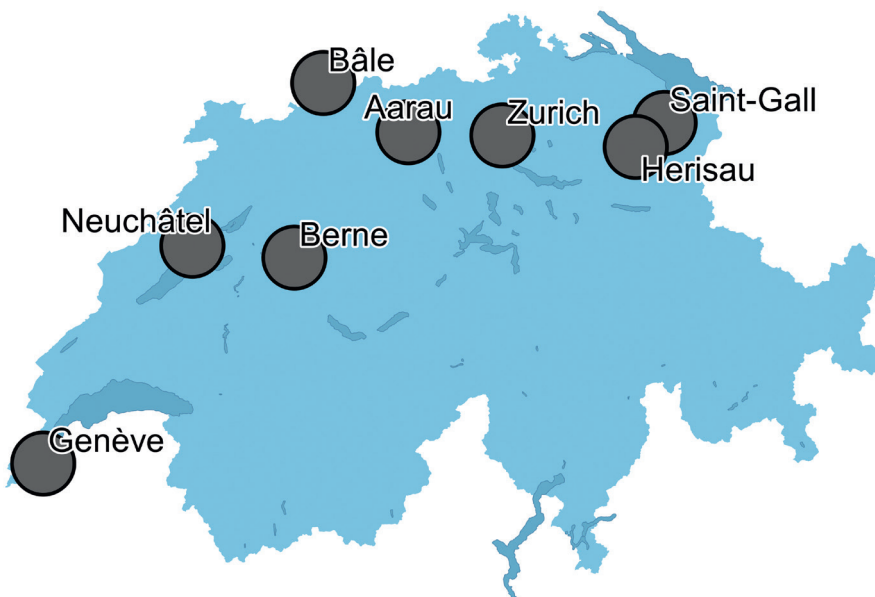 Bâle
Saint-Gall
Aarau
Zurich
Herisau
Neuchâtel
Berne
Genève